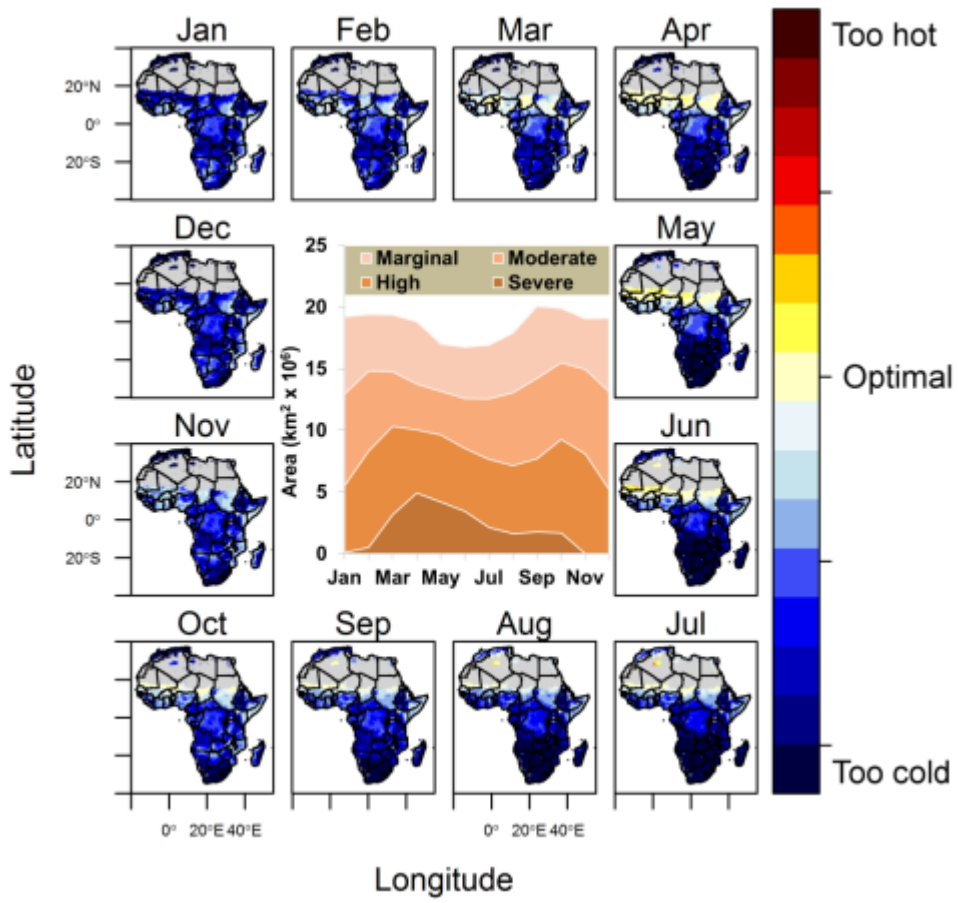 Jan Feb Mar Apr
Too hot
20°N
0°
20°S
Dec
May
25
Marginal Moderate
High Severe
20
15
10
5
0
Area (km² x 10⁶)
Jan Mar May Jul Sep Nov
Optimal
Latitude
Nov
Jun
20°N
0°
20°S
Oct Sep Aug Jul
Too cold
0° 20°E 40°E
0° 20°E 40°E
Longitude